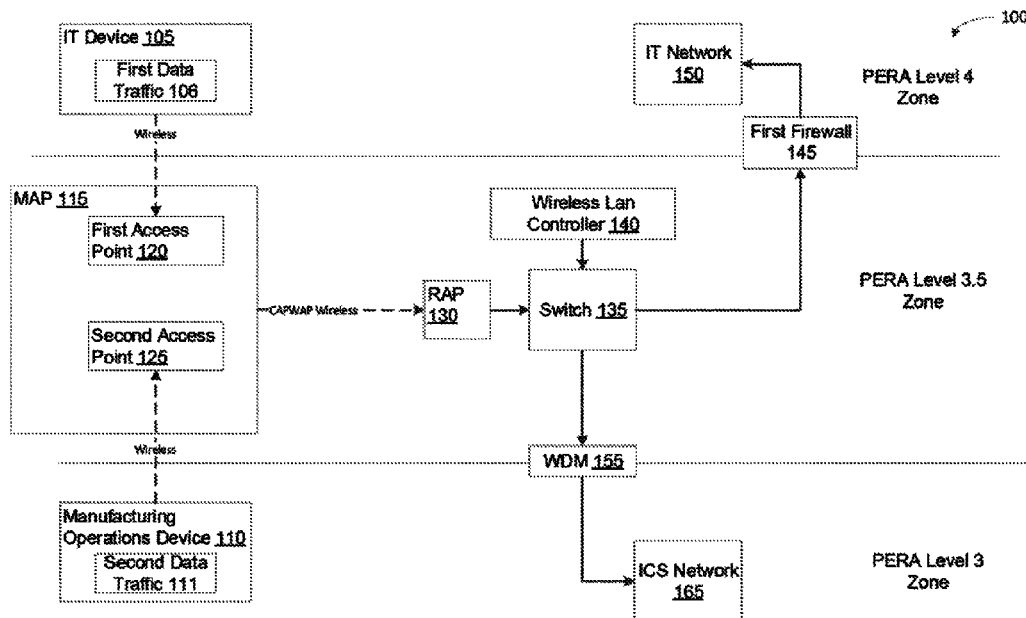 100
IT Device 105
First Data
Traffic 106
Wireless
IT Network
150
PERA Level 4
Zone
First Firewall
145
MAP 115
First Access
Point 120
Second Access
Point 125
CAPWAP Wireless
RAP
130
Wireless Lan
Controller 140
Switch 135
PERA Level 3.5
Zone
Wireless
WDM 155
Manufacturing
Operations Device 110
Second Data
Traffic 111
ICS Network
165
PERA Level 3
Zone